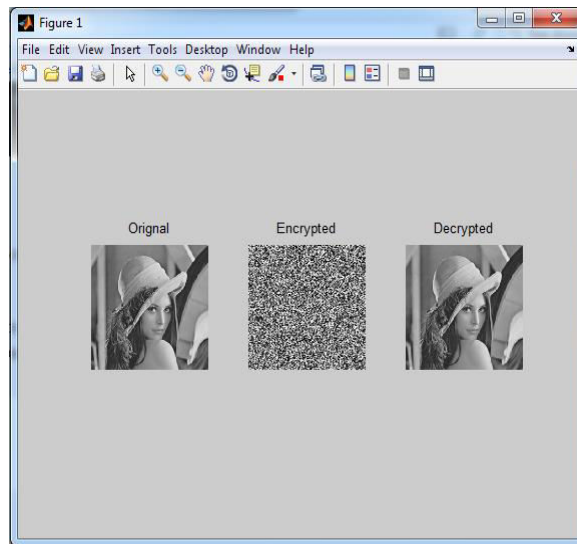 Figure 1
File Edit View Insert Tools Desktop Window Help
Orignal Encrypted Decrypted